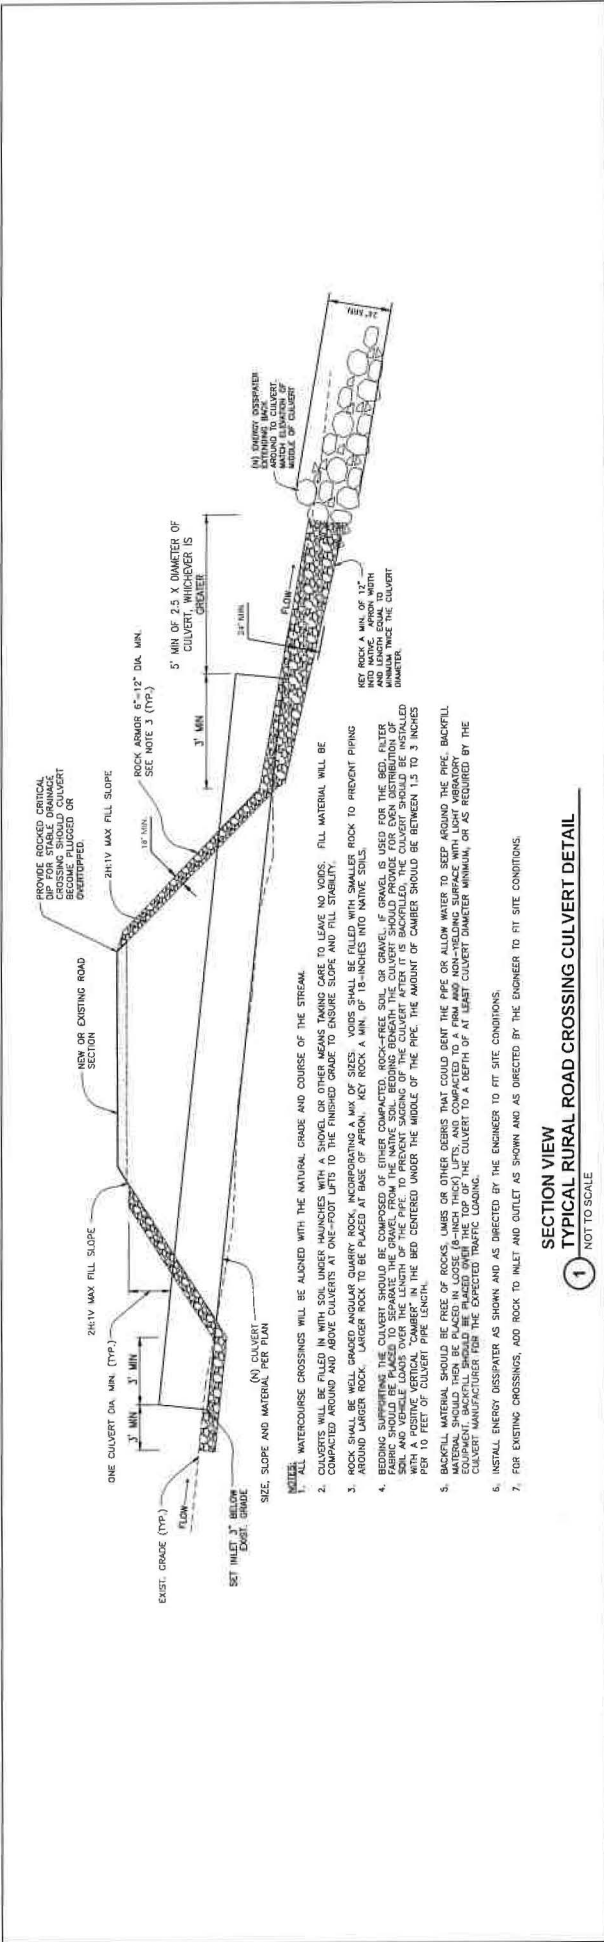 PROVIDE ROCKED CRITICAL
DIP FOR STABLE DRAINAGE
CROSSING SHOULD CULVERT
BECOME PLUGGED OR
OVERTOPPED.
NEW OR EXISTING ROAD
SECTION
2H:1V MAX FILL SLOPE
2H:1V MAX FILL SLOPE
ROCK ARMOR 6"-12" DIA. MIN.
SEE NOTE 3 (TYP.)
18" MIN.
ONE CULVERT DIA. MIN. (TYP.)
3' MIN
3' MIN
3' MIN
5' MIN OF 2.5 X DIAMETER OF
CULVERT, WHICHEVER IS
GREATER
24" MIN.
(N) ENERGY DISSIPATER
EXTENDING BACK
AROUND TO CULVERT.
MATCH ELEVATION OF
MIDDLE OF CULVERT
24" MIN
EXIST. GRADE (TYP.)
FLOW
FLOW
SET INLET 3" BELOW
EXIST. GRADE
(N) CULVERT
SIZE, SLOPE AND MATERIAL PER PLAN
KEY ROCK A MIN. OF 12"
INTO NATIVE. APRON WIDTH
AND LENGTH EQUAL TO
MINIMUM TWICE THE CULVERT
DIAMETER.
NOTES:
1. ALL WATERCOURSE CROSSINGS WILL BE ALIGNED WITH THE NATURAL GRADE AND COURSE OF THE STREAM.
2. CULVERTS WILL BE FILLED IN WITH SOIL UNDER HAUNCHES WITH A SHOVEL OR OTHER MEANS TAKING CARE TO LEAVE NO VOIDS. FILL MATERIAL WILL BE
COMPACTED AROUND AND ABOVE CULVERTS AT ONE-FOOT LIFTS TO THE FINISHED GRADE TO ENSURE SLOPE AND FILL STABILITY.
3. ROCK SHALL BE WELL GRADED ANGULAR QUARRY ROCK, INCORPORATING A MIX OF SIZES. VOIDS SHALL BE FILLED WITH SMALLER ROCK TO PREVENT PIPING
AROUND LARGER ROCK. LARGER ROCK TO BE PLACED AT BASE OF APRON. KEY ROCK A MIN. OF 18-INCHES INTO NATIVE SOILS.
4. BEDDING SUPPORTING THE CULVERT SHOULD BE COMPOSED OF EITHER COMPACTED, ROCK-FREE SOIL, OR GRAVEL. IF GRAVEL IS USED FOR THE BED, FILTER
FABRIC SHOULD BE PLACED TO SEPARATE THE GRAVEL FROM THE NATIVE SOIL. BEDDING BENEATH THE CULVERT SHOULD PROVIDE FOR EVEN DISTRIBUTION OF
SOIL AND VEHICLE LOADS OVER THE LENGTH OF THE PIPE. TO PREVENT SAGGING OF THE CULVERT AFTER IT IS BACKFILLED, THE CULVERT SHOULD BE INSTALLED
WITH A POSITIVE VERTICAL "CAMBER" IN THE BED CENTERED UNDER THE MIDDLE OF THE PIPE. THE AMOUNT OF CAMBER SHOULD BE BETWEEN 1.5 TO 3 INCHES
PER 10 FEET OF CULVERT PIPE LENGTH.
5. BACKFILL MATERIAL SHOULD BE FREE OF ROCKS, LIMBS OR OTHER DEBRIS THAT COULD DENT THE PIPE OR ALLOW WATER TO SEEP AROUND THE PIPE. BACKFILL
MATERIAL SHOULD THEN BE PLACED IN LOOSE (8-INCH THICK) LIFTS, AND COMPACTED TO A FIRM AND NON-YIELDING SURFACE WITH LIGHT VIBRATORY
EQUIPMENT. BACKFILL SHOULD BE PLACED OVER THE TOP OF THE CULVERT TO A DEPTH OF AT LEAST CULVERT DIAMETER MINIMUM, OR AS REQUIRED BY THE
CULVERT MANUFACTURER FOR THE EXPECTED TRAFFIC LOADING.
6. INSTALL ENERGY DISSIPATER AS SHOWN AND AS DIRECTED BY THE ENGINEER TO FIT SITE CONDITIONS.
7. FOR EXISTING CROSSINGS, ADD ROCK TO INLET AND OUTLET AS SHOWN AND AS DIRECTED BY THE ENGINEER TO FIT SITE CONDITIONS.
SECTION VIEW
TYPICAL RURAL ROAD CROSSING CULVERT DETAIL
1
NOT TO SCALE